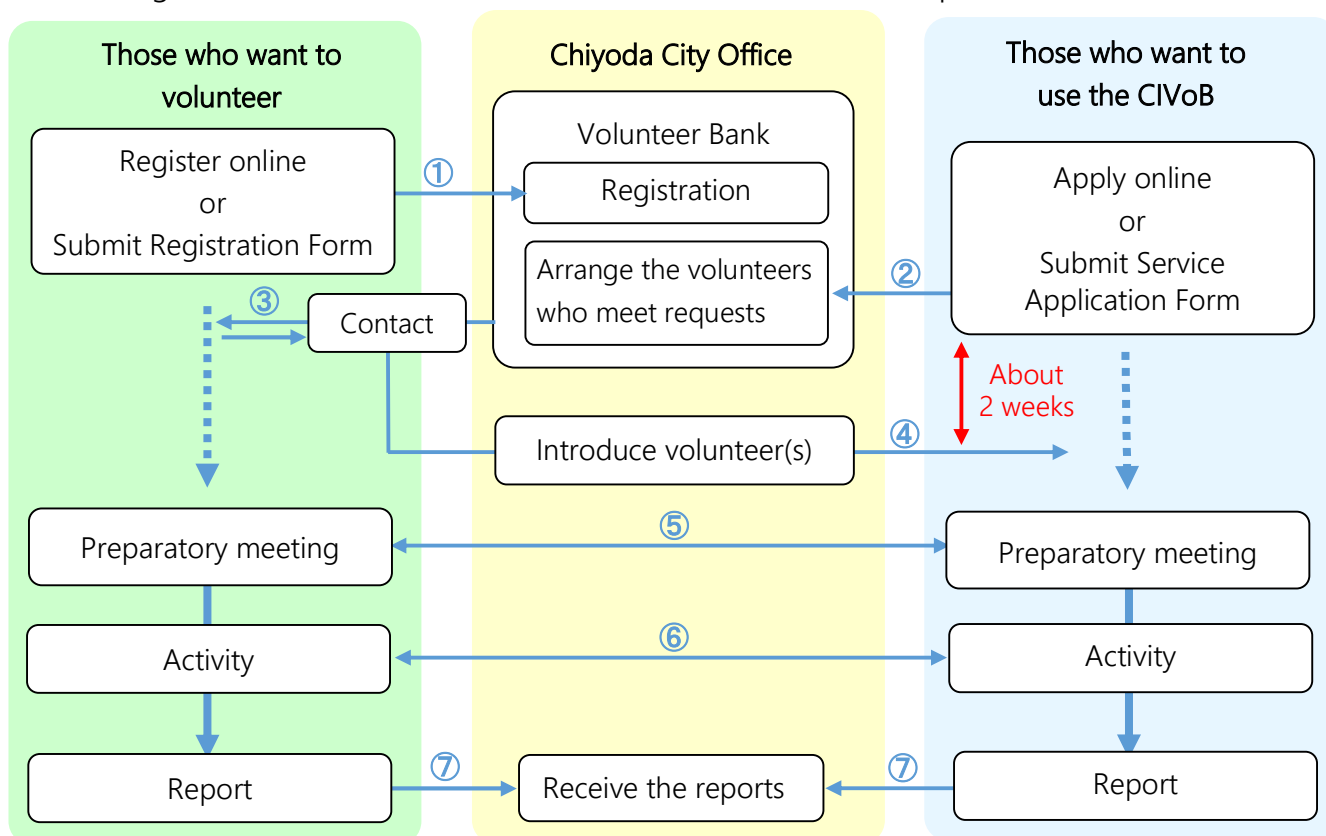 Those who want to
volunteer
Register online
or
Submit Registration Form
①
Chiyoda City Office
Volunteer Bank
Registration
Arrange the volunteers
who meet requests
Those who want to
use the CIVoB
Apply online
or
Submit Service
Application Form
②
③
Contact
About
2 weeks
Introduce volunteer(s)
④
Preparatory meeting
⑤
Preparatory meeting
Activity
⑥
Activity
Report
⑦
Receive the reports
⑦
Report